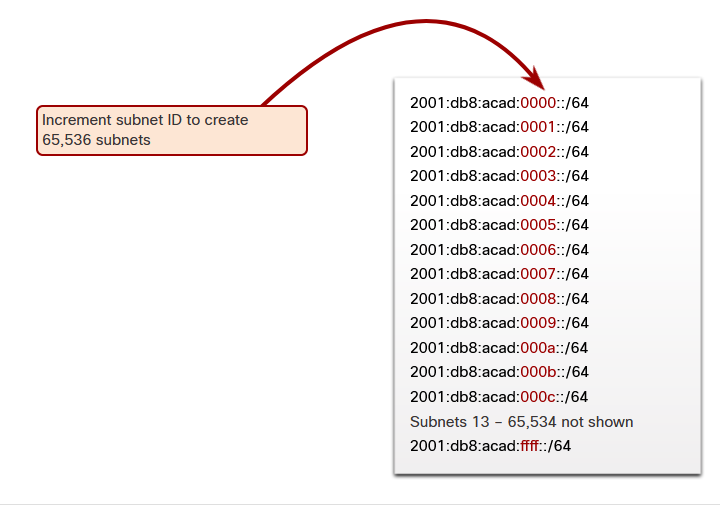 Increment subnet ID to create
65,536 subnets
2001:db8:acad:0000::/64
2001:db8:acad:0001::/64
2001:db8:acad:0002::/64
2001:db8:acad:0003::/64
2001:db8:acad:0004::/64
2001:db8:acad:0005::/64
2001:db8:acad:0006::/64
2001:db8:acad:0007::/64
2001:db8:acad:0008::/64
2001:db8:acad:0009::/64
2001:db8:acad:000a::/64
2001:db8:acad:000b::/64
2001:db8:acad:000c::/64
Subnets 13 – 65,534 not shown
2001:db8:acad:ffff::/64